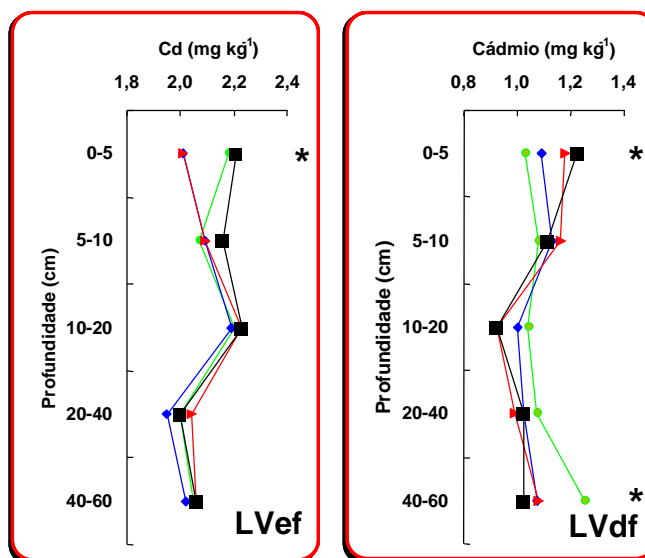 Cd (mg kg-1)
1,8 2,0 2,2 2,4
Profundidade (cm)
0-5 *
5-10
10-20
20-40
40-60
LVef
Cádmio (mg kg-1)
0,8 1,0 1,2 1,4
Profundidade (cm)
0-5 *
5-10
10-20
20-40
40-60 *
LVdf